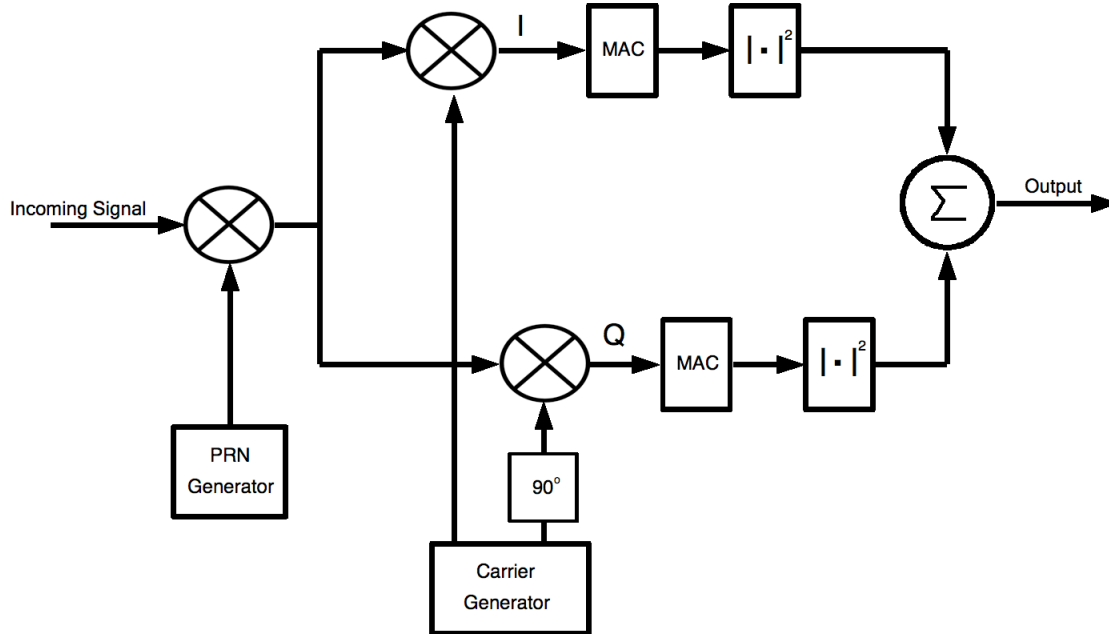 I
MAC
|·|²
Incoming Signal
Σ
Output
Q
MAC
|·|²
PRN
Generator
90°
Carrier
Generator